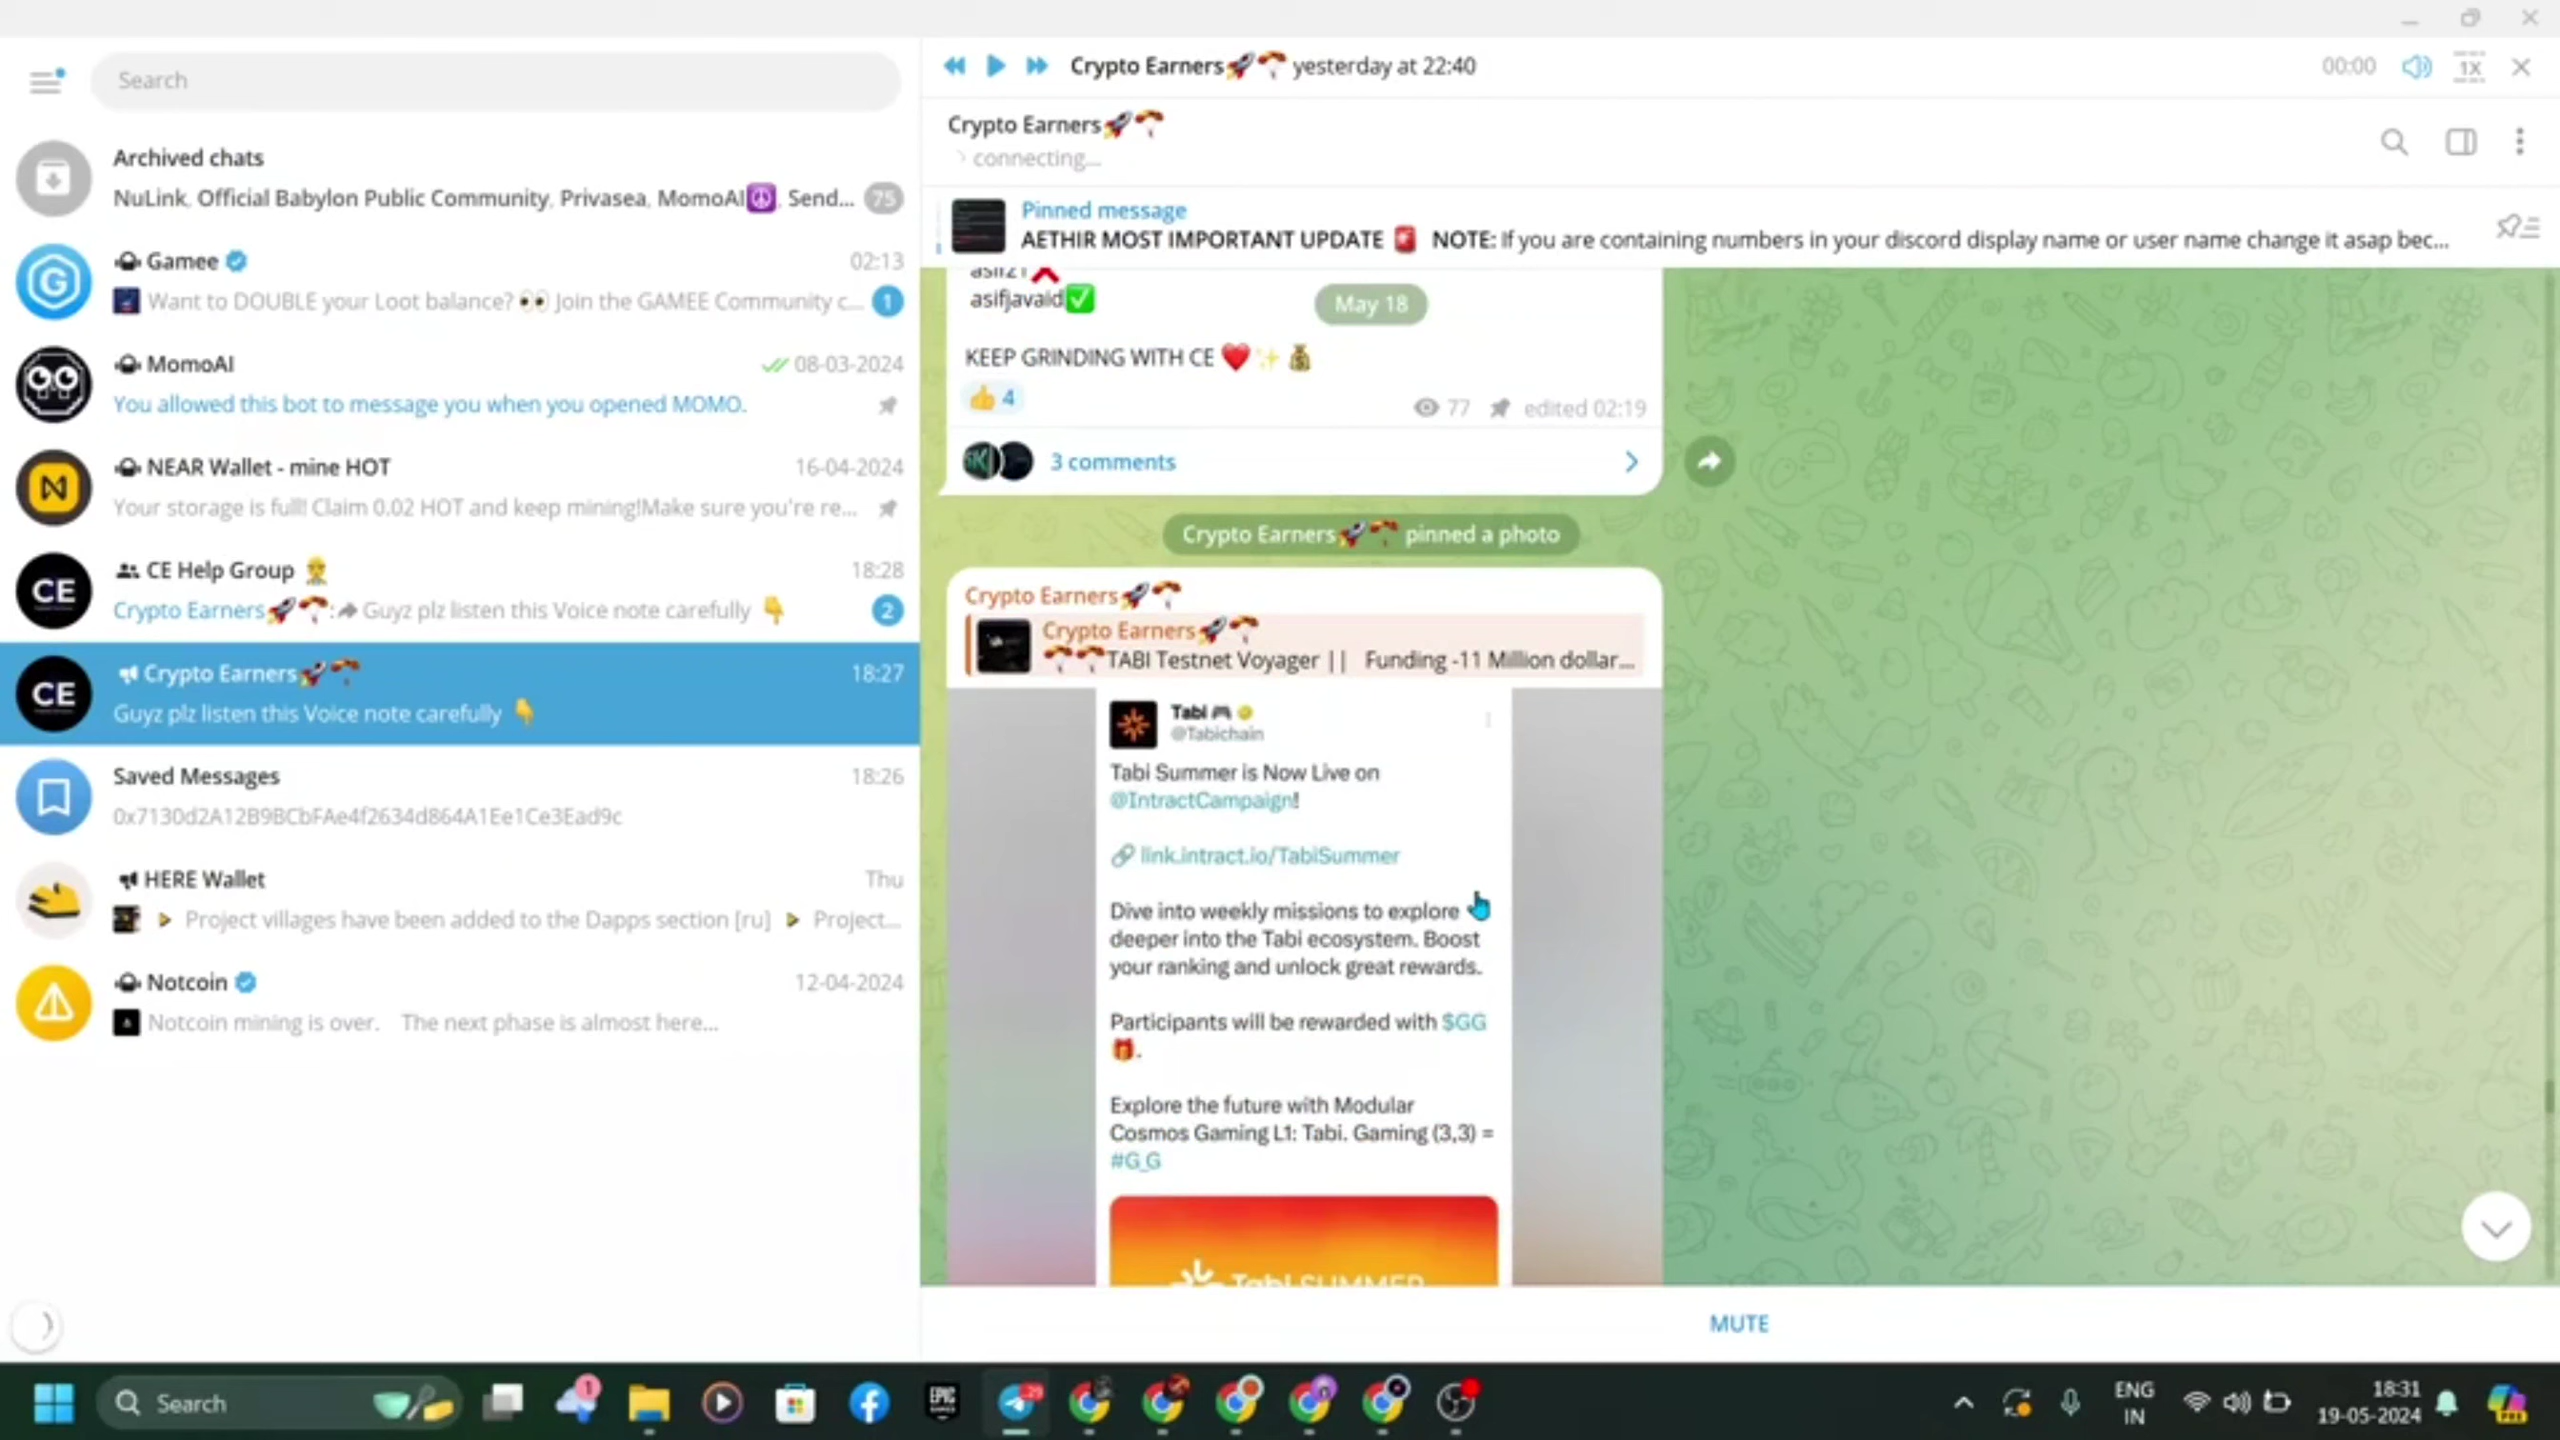 Search
Archived chats
NuLink, Official Babylon Public Community, Privasea, MomoAI☮️, Send... 75
Gamee 02:13
Want to DOUBLE your Loot balance? 👀 Join the GAMEE Community c... 1
MomoAI 08-03-2024
You allowed this bot to message you when you opened MOMO.
NEAR Wallet - mine HOT 16-04-2024
Your storage is full! Claim 0.02 HOT and keep mining!Make sure you're re...
CE
CE Help Group 18:28
Crypto Earners🚀🪂: Guyz plz listen this Voice note carefully 👇 2
CE
Crypto Earners🚀🪂 18:27
Guyz plz listen this Voice note carefully 👇
Saved Messages 18:26
0x7130d2A12B9BCbFAe4f2634d864A1Ee1Ce3Ead9c
HERE Wallet Thu
Project villages have been added to the Dapps section [ru] Project...
Notcoin 12-04-2024
Notcoin mining is over. The next phase is almost here...
Crypto Earners🚀🪂 yesterday at 22:40
00:00 1X
Crypto Earners🚀🪂
connecting...
Pinned message
AETHIR MOST IMPORTANT UPDATE 🚨 NOTE: If you are containing numbers in your discord display name or user name change it asap bec...
asif21❌
asifjavaid✅
May 18
KEEP GRINDING WITH CE ❤️✨💰
👍 4
77 edited 02:19
3 comments
Crypto Earners🚀🪂 pinned a photo
Crypto Earners🚀🪂
Crypto Earners🚀🪂
🪂🪂TABI Testnet Voyager || Funding -11 Million dollar...
Tabi 🎮
@Tabichain
Tabi Summer is Now Live on
@IntractCampaign!
🔗 link.intract.io/TabiSummer
Dive into weekly missions to explore
deeper into the Tabi ecosystem. Boost
your ranking and unlock great rewards.
Participants will be rewarded with $GG
🎁.
Explore the future with Modular
Cosmos Gaming L1: Tabi. Gaming (3,3) =
#G_G
Tabi SUMMER
MUTE
Search
1
EPIC
GAMES
ENG
IN
18:31
19-05-2024
PRE